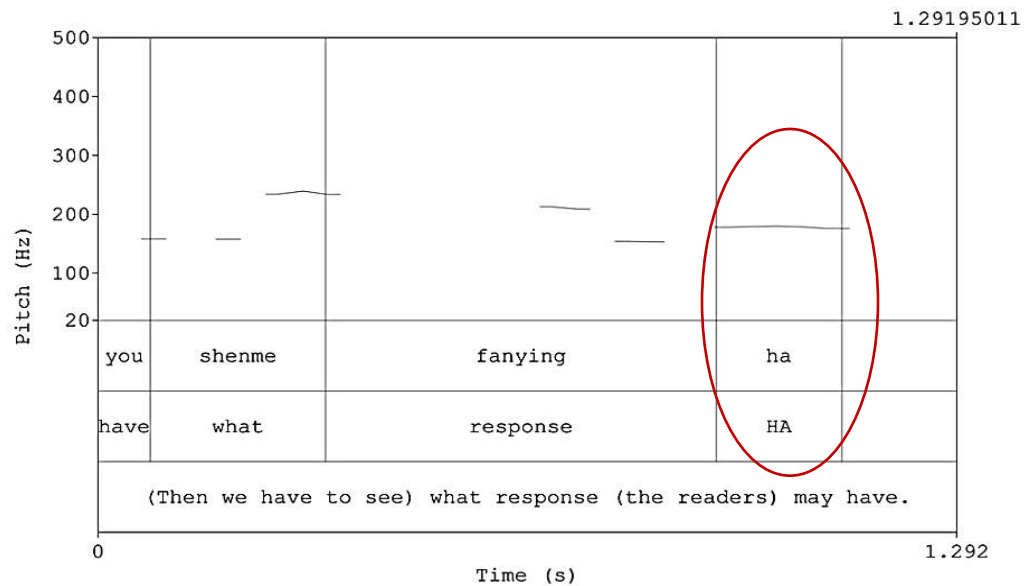 1.29195011
500
400
300
200
100
20
Pitch (Hz)
you shenme fanying ha
have what response HA
(Then we have to see) what response (the readers) may have.
0 1.292
Time (s)